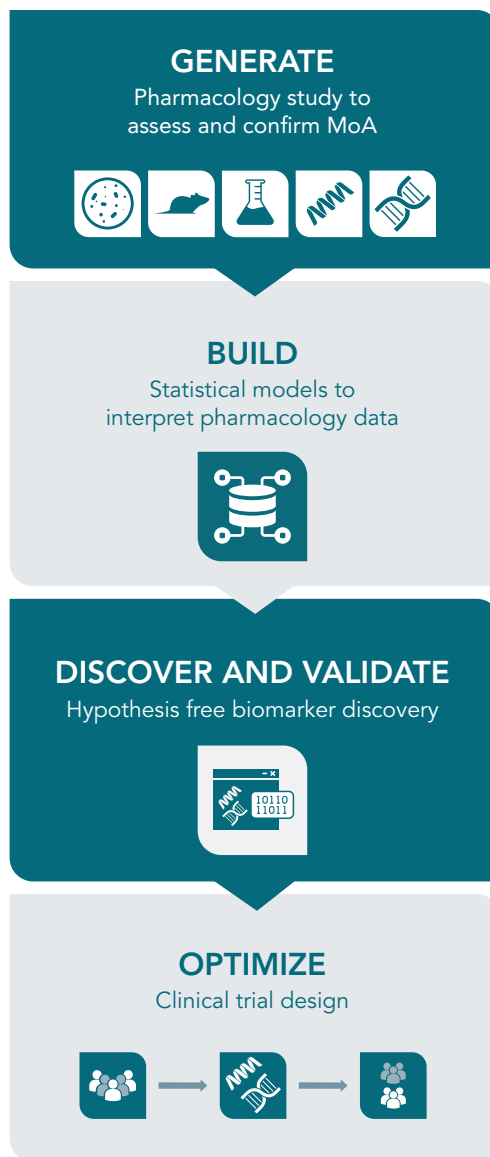 GENERATE
Pharmacology study to
assess and confirm MoA
BUILD
Statistical models to
interpret pharmacology data
DISCOVER AND VALIDATE
Hypothesis free biomarker discovery
10110
11011
OPTIMIZE
Clinical trial design